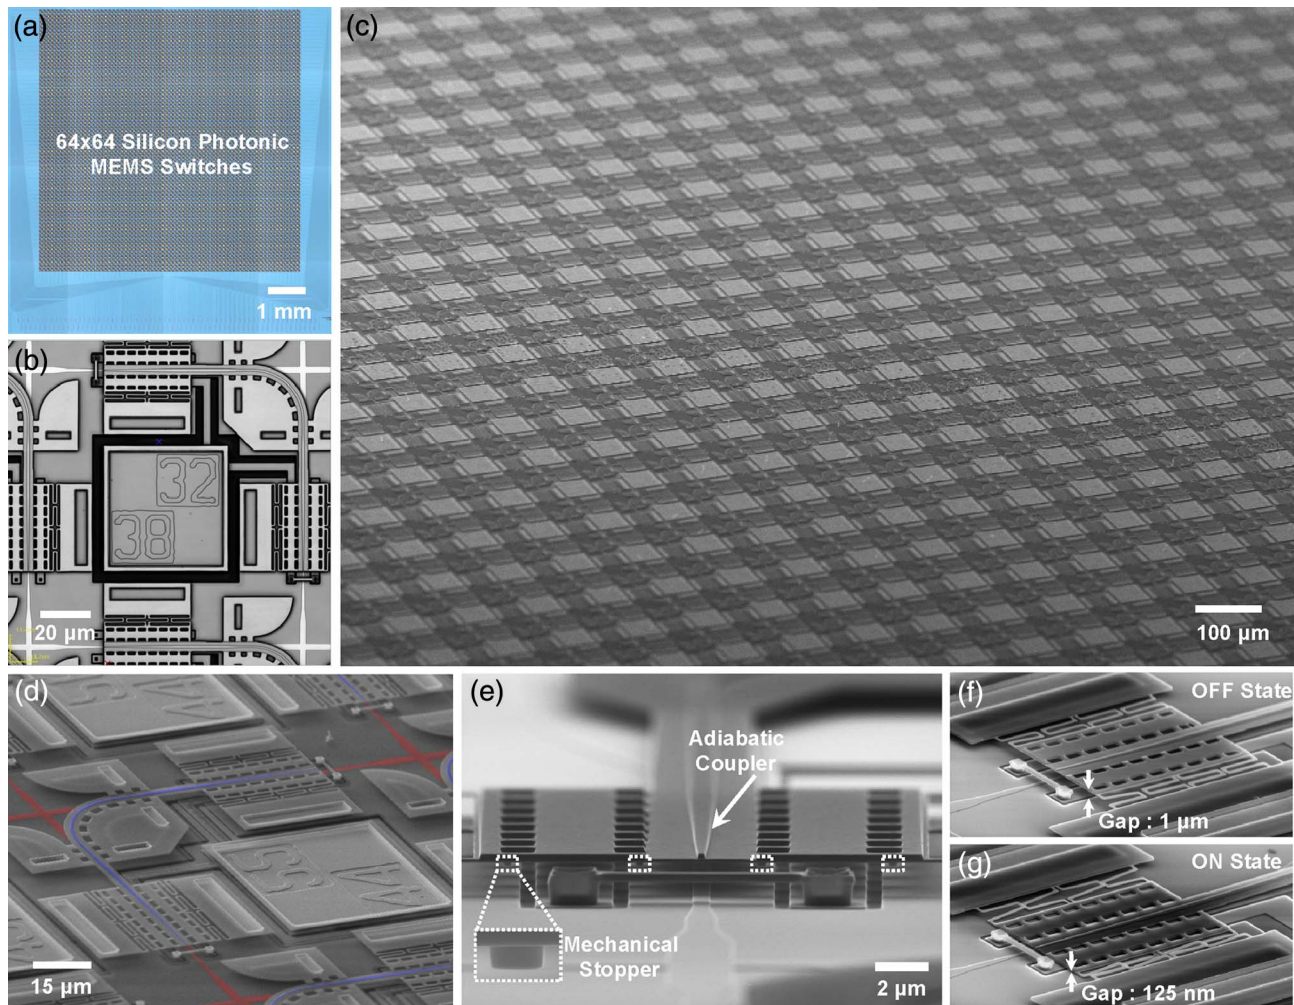 (a)
64x64 Silicon Photonic
MEMS Switches
1 mm
(b)
32
38
20 µm
(c)
100 µm
(d)
15 µm
(e)
Adiabatic
Coupler
Mechanical
Stopper
2 µm
(f)
OFF State
Gap : 1 µm
(g)
ON State
Gap : 125 nm